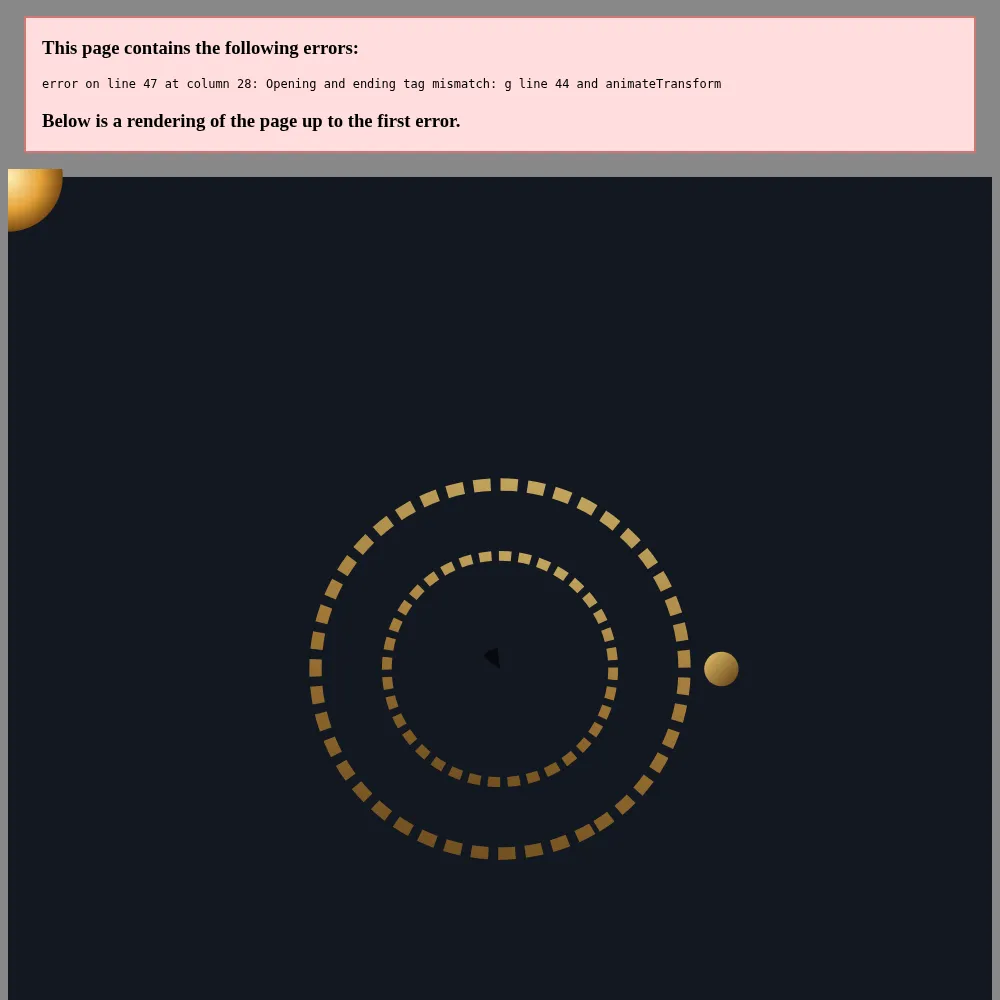 This page contains the following errors:
error on line 47 at column 28: Opening and ending tag mismatch: g line 44 and animateTransform
Below is a rendering of the page up to the first error.